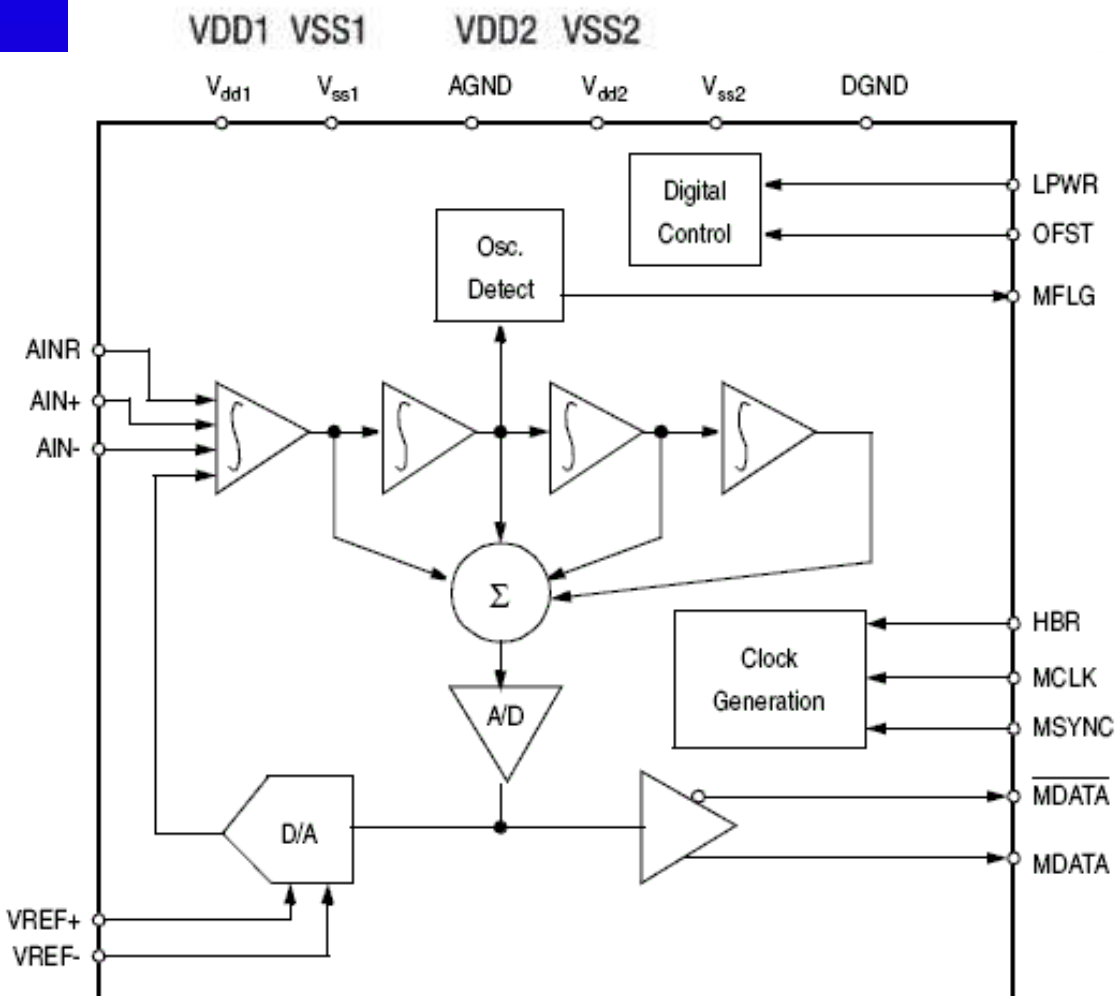 VDD1 VSS1 VDD2 VSS2
Vdd1 Vss1 AGND Vdd2 Vss2 DGND
Digital
Control
LPWR
OFST
Osc.
Detect
MFLG
AINR
AIN+
AIN-
∫ ∫ ∫ ∫
Σ
HBR
Clock
Generation
MCLK
MSYNC
A/D
MDATA
D/A
MDATA
VREF+
VREF-